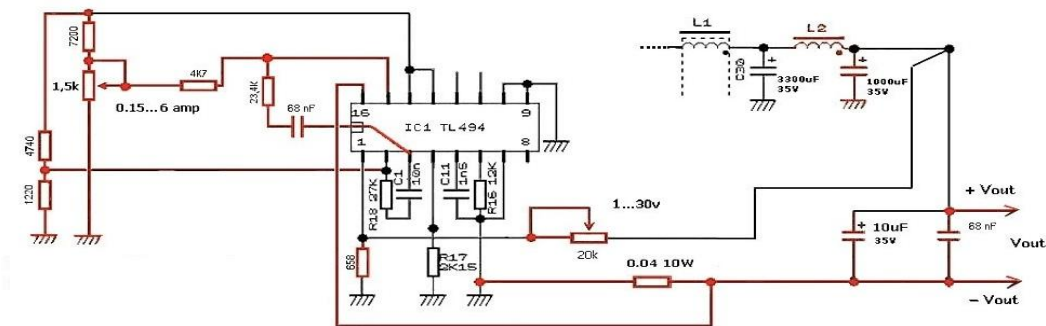 7200
1,5k
4K7
0.15...6 amp
23,4K
68 nF
4740
1220
16
9
IC1 TL494
1
8
R18 27K
C1
10n
C11
1n5
R16 12K
658
R17
2K15
1...30v
20k
0.04 10W
L1
L2
C30
3300uF
35V
1000uF
35V
+ Vout
10uF
35V
68 nF
Vout
- Vout